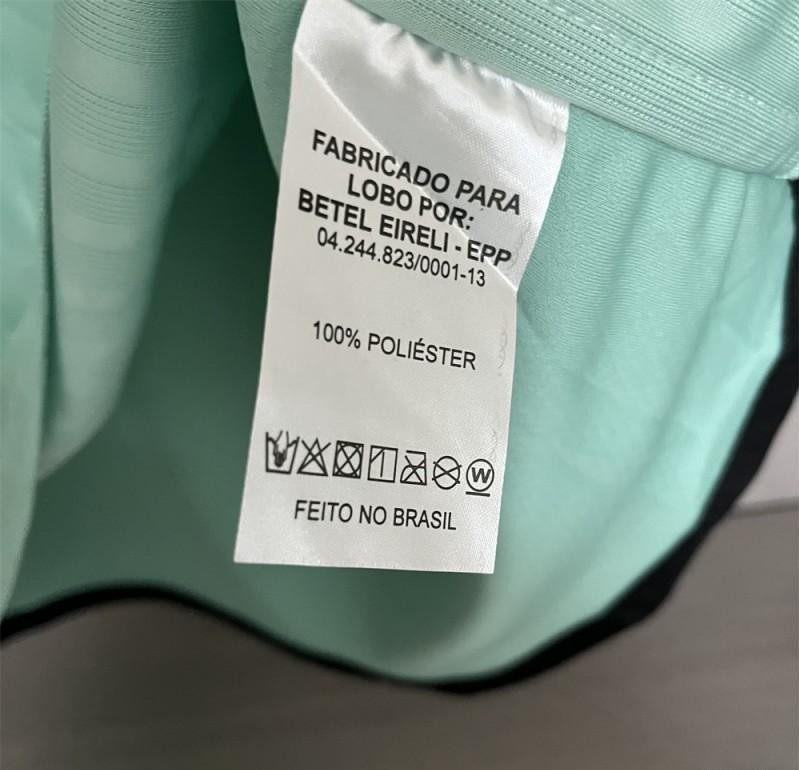 FABRICADO PARA
LOBO POR:
BETEL EIRELI - EPP
04.244.823/0001-13
100% POLIÉSTER
W
FEITO NO BRASIL